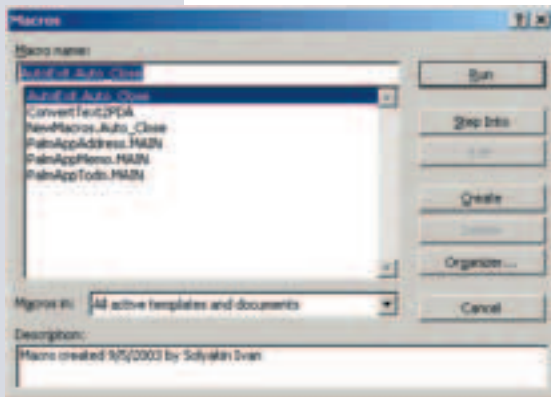 Macros
Macro name:
AutoExit.Auto_Close
Run
AutoExit.Auto_Close
ConvertText2PDA
NewMacros.Auto_Close
PalmAppAddress.MAIN
PalmAppMemo.MAIN
PalmAppTodo.MAIN
Step Into
Edit
Create
Delete
Organizer...
Macros in:
All active templates and documents
Cancel
Description:
Macro created 9/5/2003 by Solyakin Ivan